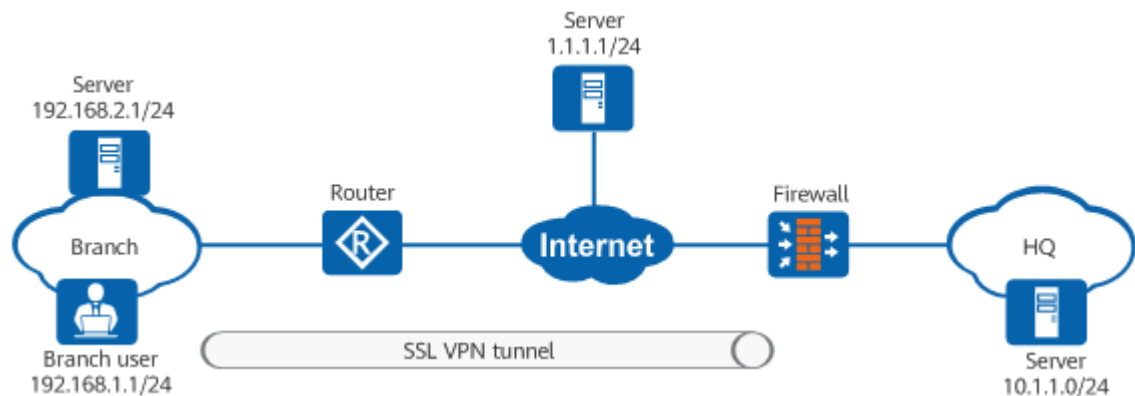 Server
1.1.1.1/24
Server
192.168.2.1/24
Router
Firewall
Branch
R
Internet
HQ
SSL VPN tunnel
Branch user
192.168.1.1/24
Server
10.1.1.0/24